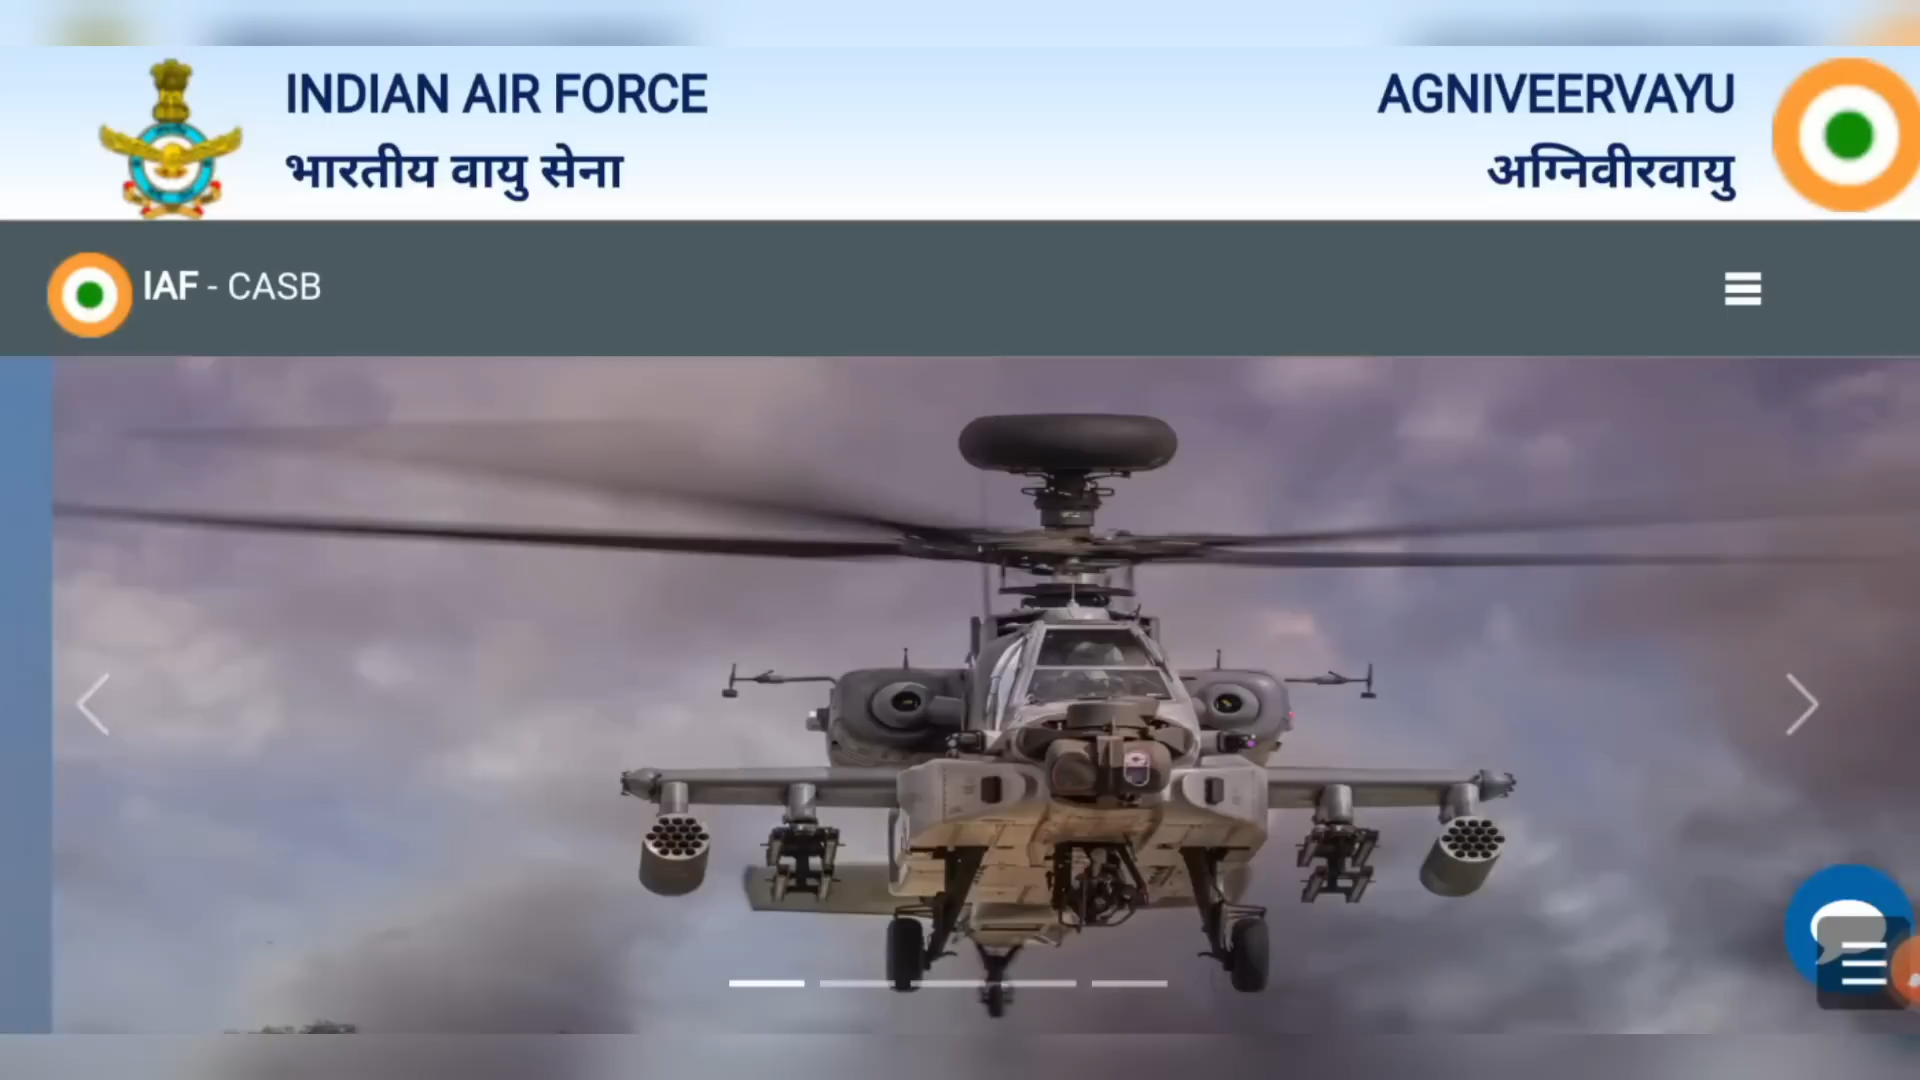 INDIAN AIR FORCE
भारतीय वायु सेना
AGNIVEERVAYU
अग्निवीरवायु
IAF - CASB